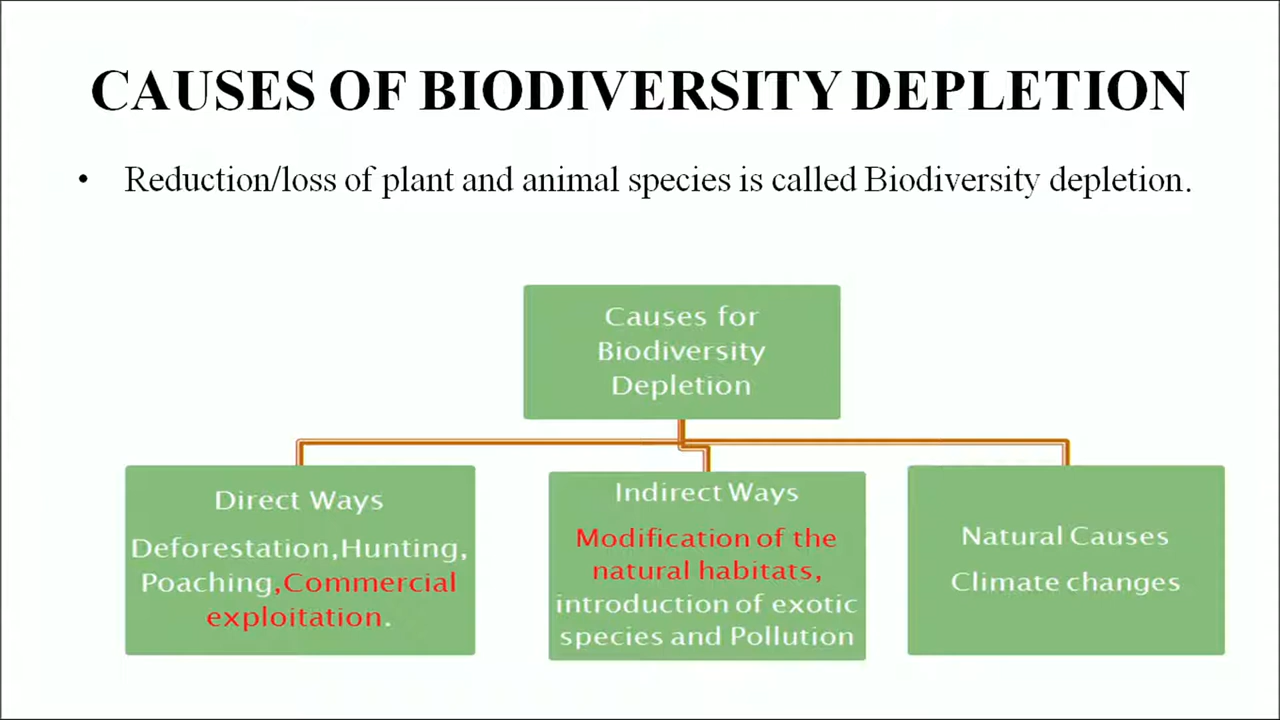 CAUSES OF BIODIVERSITY DEPLETION
• Reduction/loss of plant and animal species is called Biodiversity depletion.
Causes for
Biodiversity
Depletion
Direct Ways
Deforestation,Hunting,
Poaching,Commercial
exploitation.
Indirect Ways
Modification of the
natural habitats,
introduction of exotic
species and Pollution
Natural Causes
Climate changes